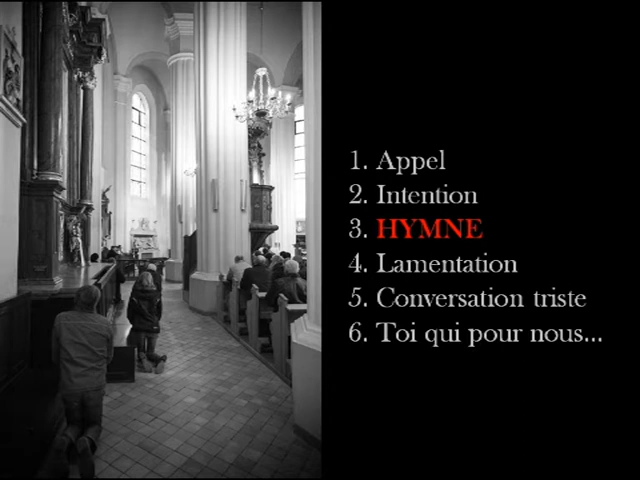 1. Appel
2. Intention
3. HYMNE
4. Lamentation
5. Conversation triste
6. Toi qui pour nous...